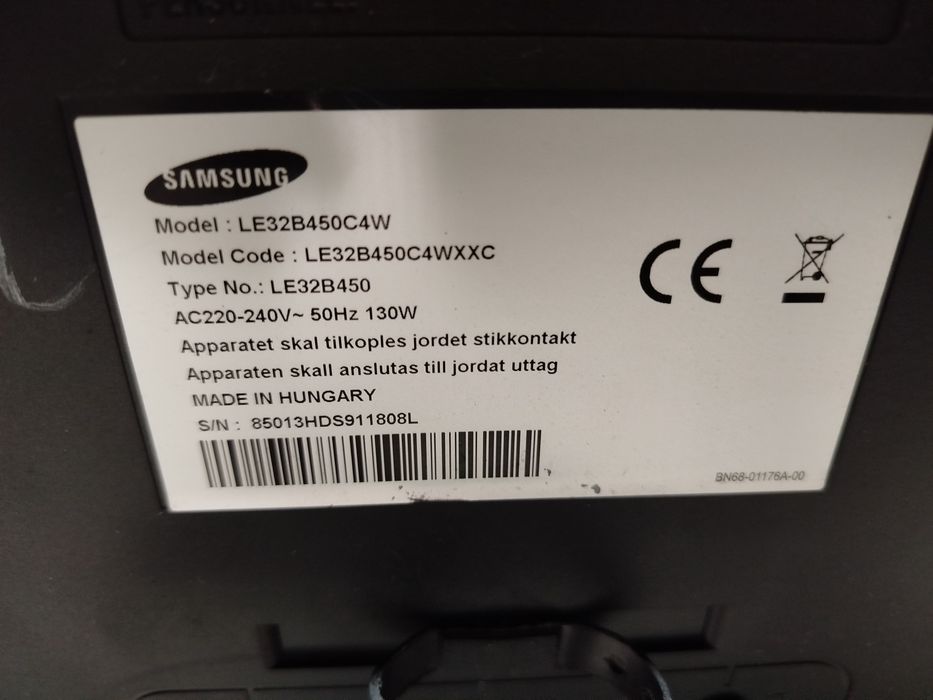 SAMSUNG
Model : LE32B450C4W
Model Code : LE32B450C4WXXC
Type No.: LE32B450
AC220-240V~ 50Hz 130W
Apparatet skal tilkoples jordet stikkontakt
Apparaten skall anslutas till jordat uttag
MADE IN HUNGARY
S/N : 85013HDS911808L
CE
BN68-01176A-00